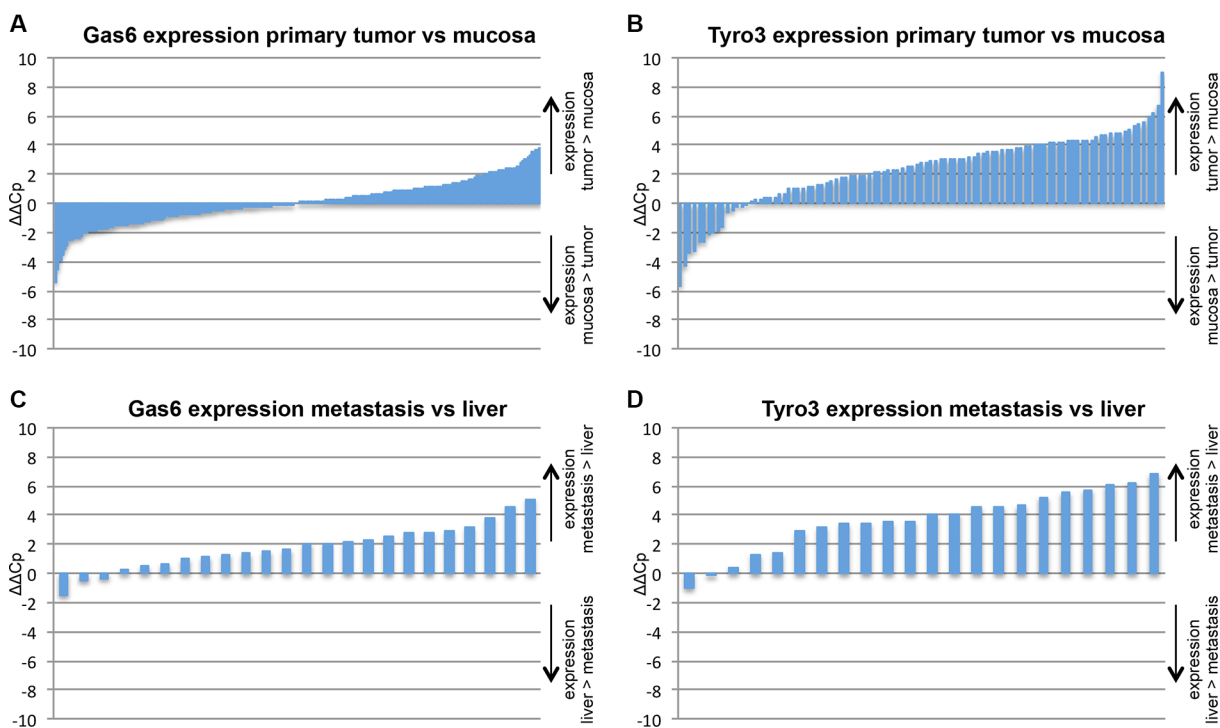 A
Gas6 expression primary tumor vs mucosa
10
8
6
4
2
0
-2
-4
-6
-8
-10
ΔΔCp
expression
tumor > mucosa
expression
mucosa > tumor
B
Tyro3 expression primary tumor vs mucosa
10
8
6
4
2
0
-2
-4
-6
-8
-10
ΔΔCp
expression
tumor > mucosa
expression
mucosa > tumor
C
Gas6 expression metastasis vs liver
10
8
6
4
2
0
-2
-4
-6
-8
-10
ΔΔCp
expression
metastasis > liver
expression
liver > metastasis
D
Tyro3 expression metastasis vs liver
10
8
6
4
2
0
-2
-4
-6
-8
-10
ΔΔCp
expression
metastasis > liver
expression
liver > metastasis